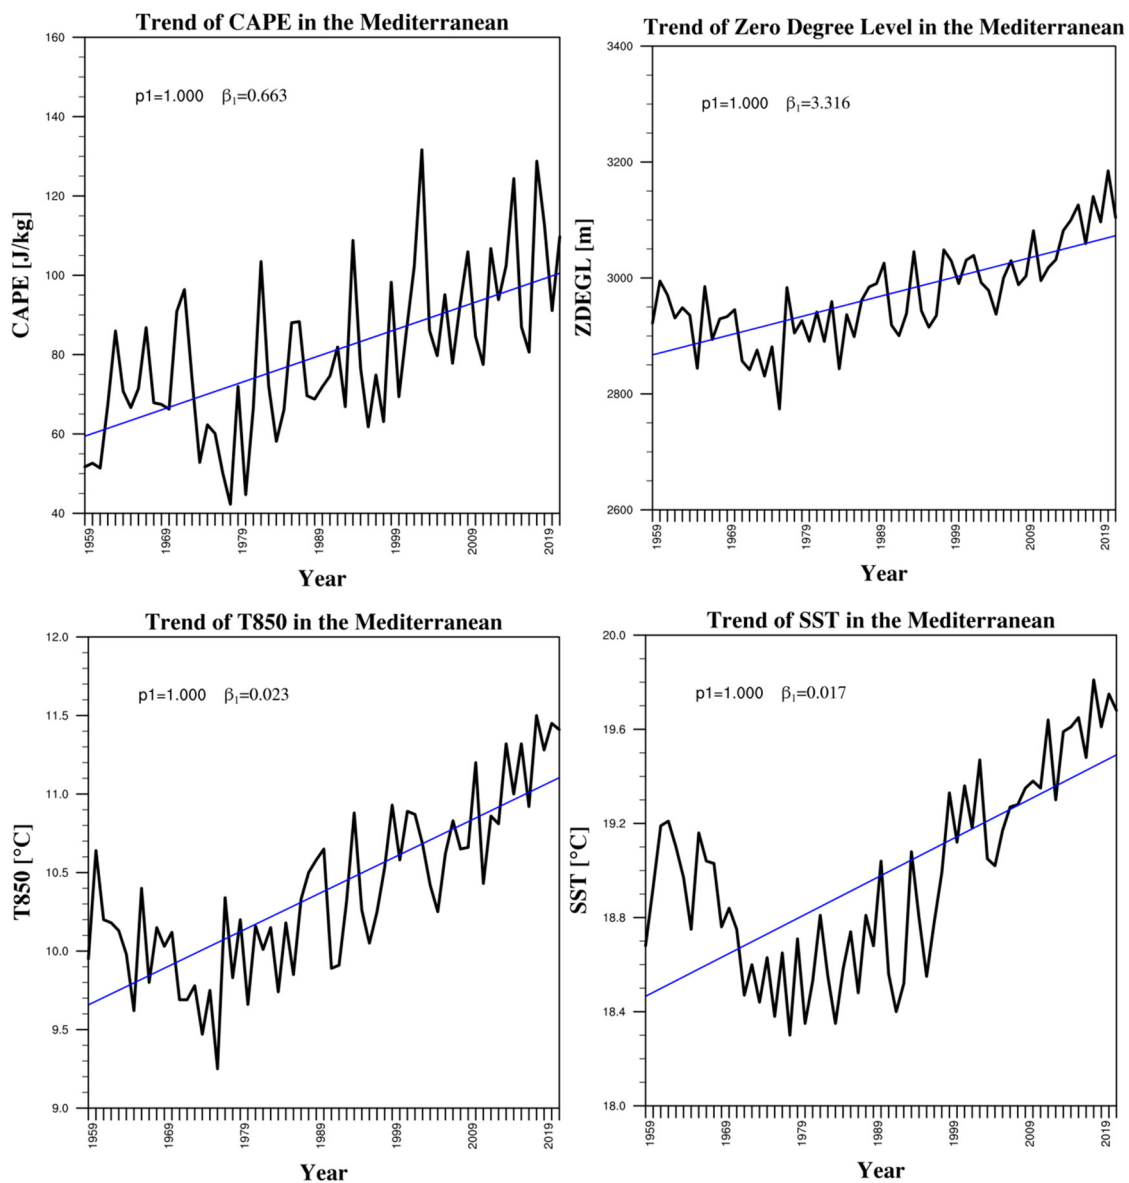 Trend of CAPE in the Mediterranean
160
140
120
100
80
60
40
p1=1.000 β1=0.663
CAPE [J/kg]
1959 1969 1979 1989 1999 2009 2019
Year
Trend of Zero Degree Level in the Mediterranean
3400
3200
3000
2800
2600
p1=1.000 β1=3.316
ZDEGL [m]
1959 1969 1979 1989 1999 2009 2019
Year
Trend of T850 in the Mediterranean
12.0
11.5
11.0
10.5
10.0
9.5
9.0
p1=1.000 β1=0.023
T850 [°C]
1959 1969 1979 1989 1999 2009 2019
Year
Trend of SST in the Mediterranean
20.0
19.6
19.2
18.8
18.4
18.0
p1=1.000 β1=0.017
SST [°C]
1959 1969 1979 1989 1999 2009 2019
Year